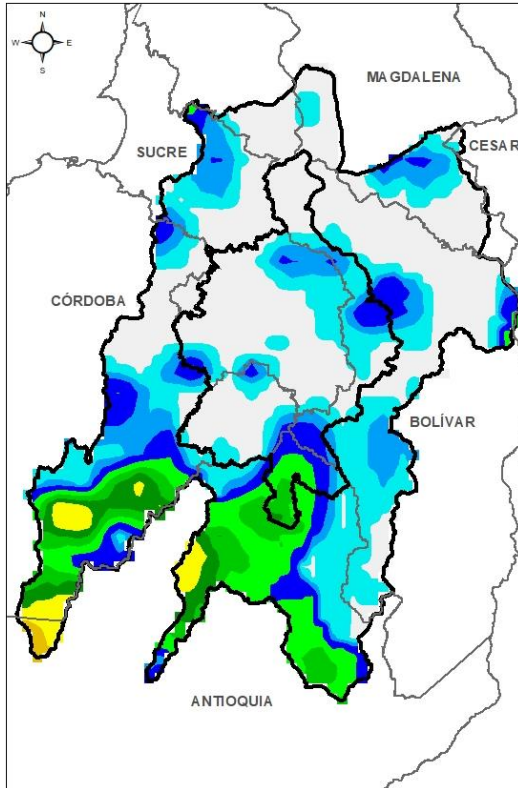 N
W E
S
MAGDALENA
SUCRE
CESAR
CÓRDOBA
BOLÍVAR
ANTIOQUIA